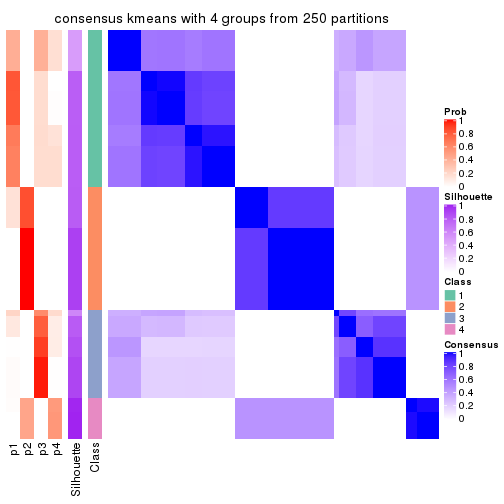 consensus kmeans with 4 groups from 250 partitions
p1
p2
p3
p4
Silhouette
Class
Prob
1
0.8
0.6
0.4
0.2
0
Silhouette
1
0.8
0.6
0.4
0.2
0
Class
1
2
3
4
Consensus
1
0.8
0.6
0.4
0.2
0